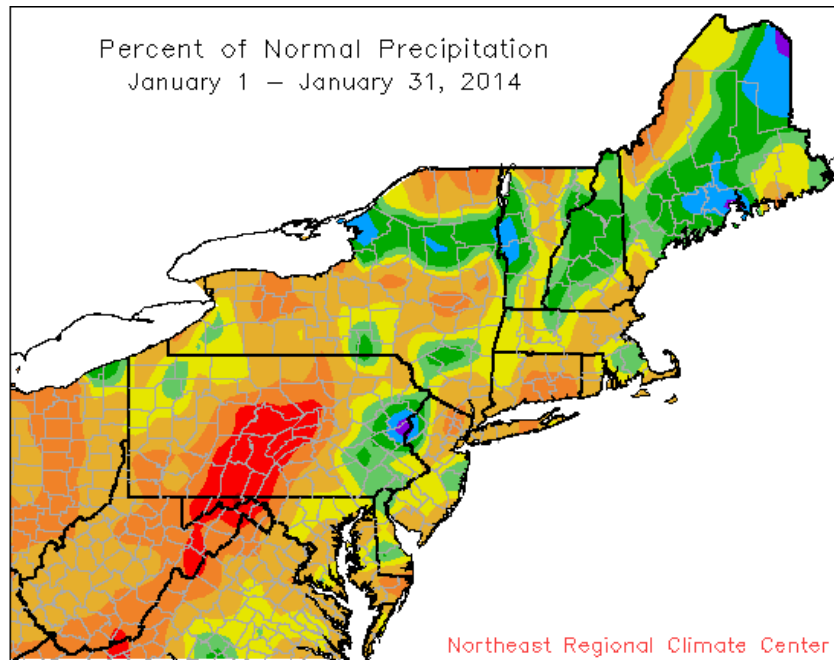 Percent of Normal Precipitation
January 1 – January 31, 2014
Northeast Regional Climate Center